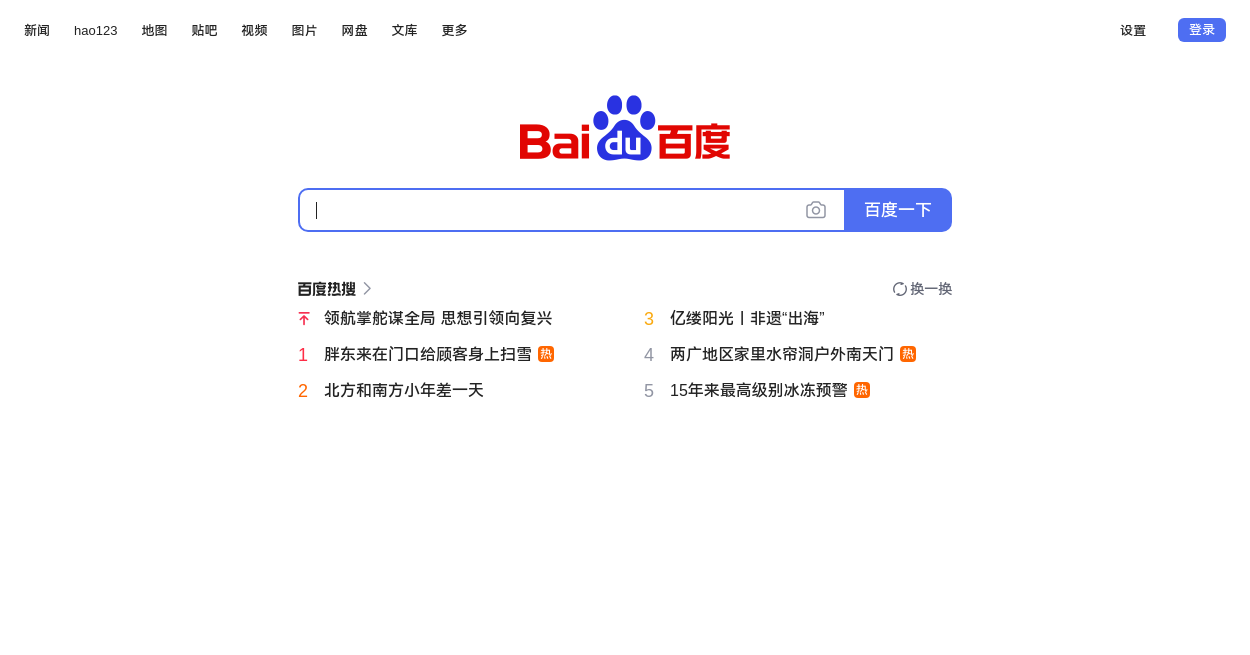 新闻 hao123 地图 贴吧 视频 图片 网盘 文库 更多 设置 登录
Bai du 百度
百度一下
百度热搜 换一换
领航掌舵谋全局 思想引领向复兴
1 胖东来在门口给顾客身上扫雪 热
2 北方和南方小年差一天
3 亿缕阳光丨非遗“出海”
4 两广地区家里水帘洞户外南天门 热
5 15年来最高级别冰冻预警 热